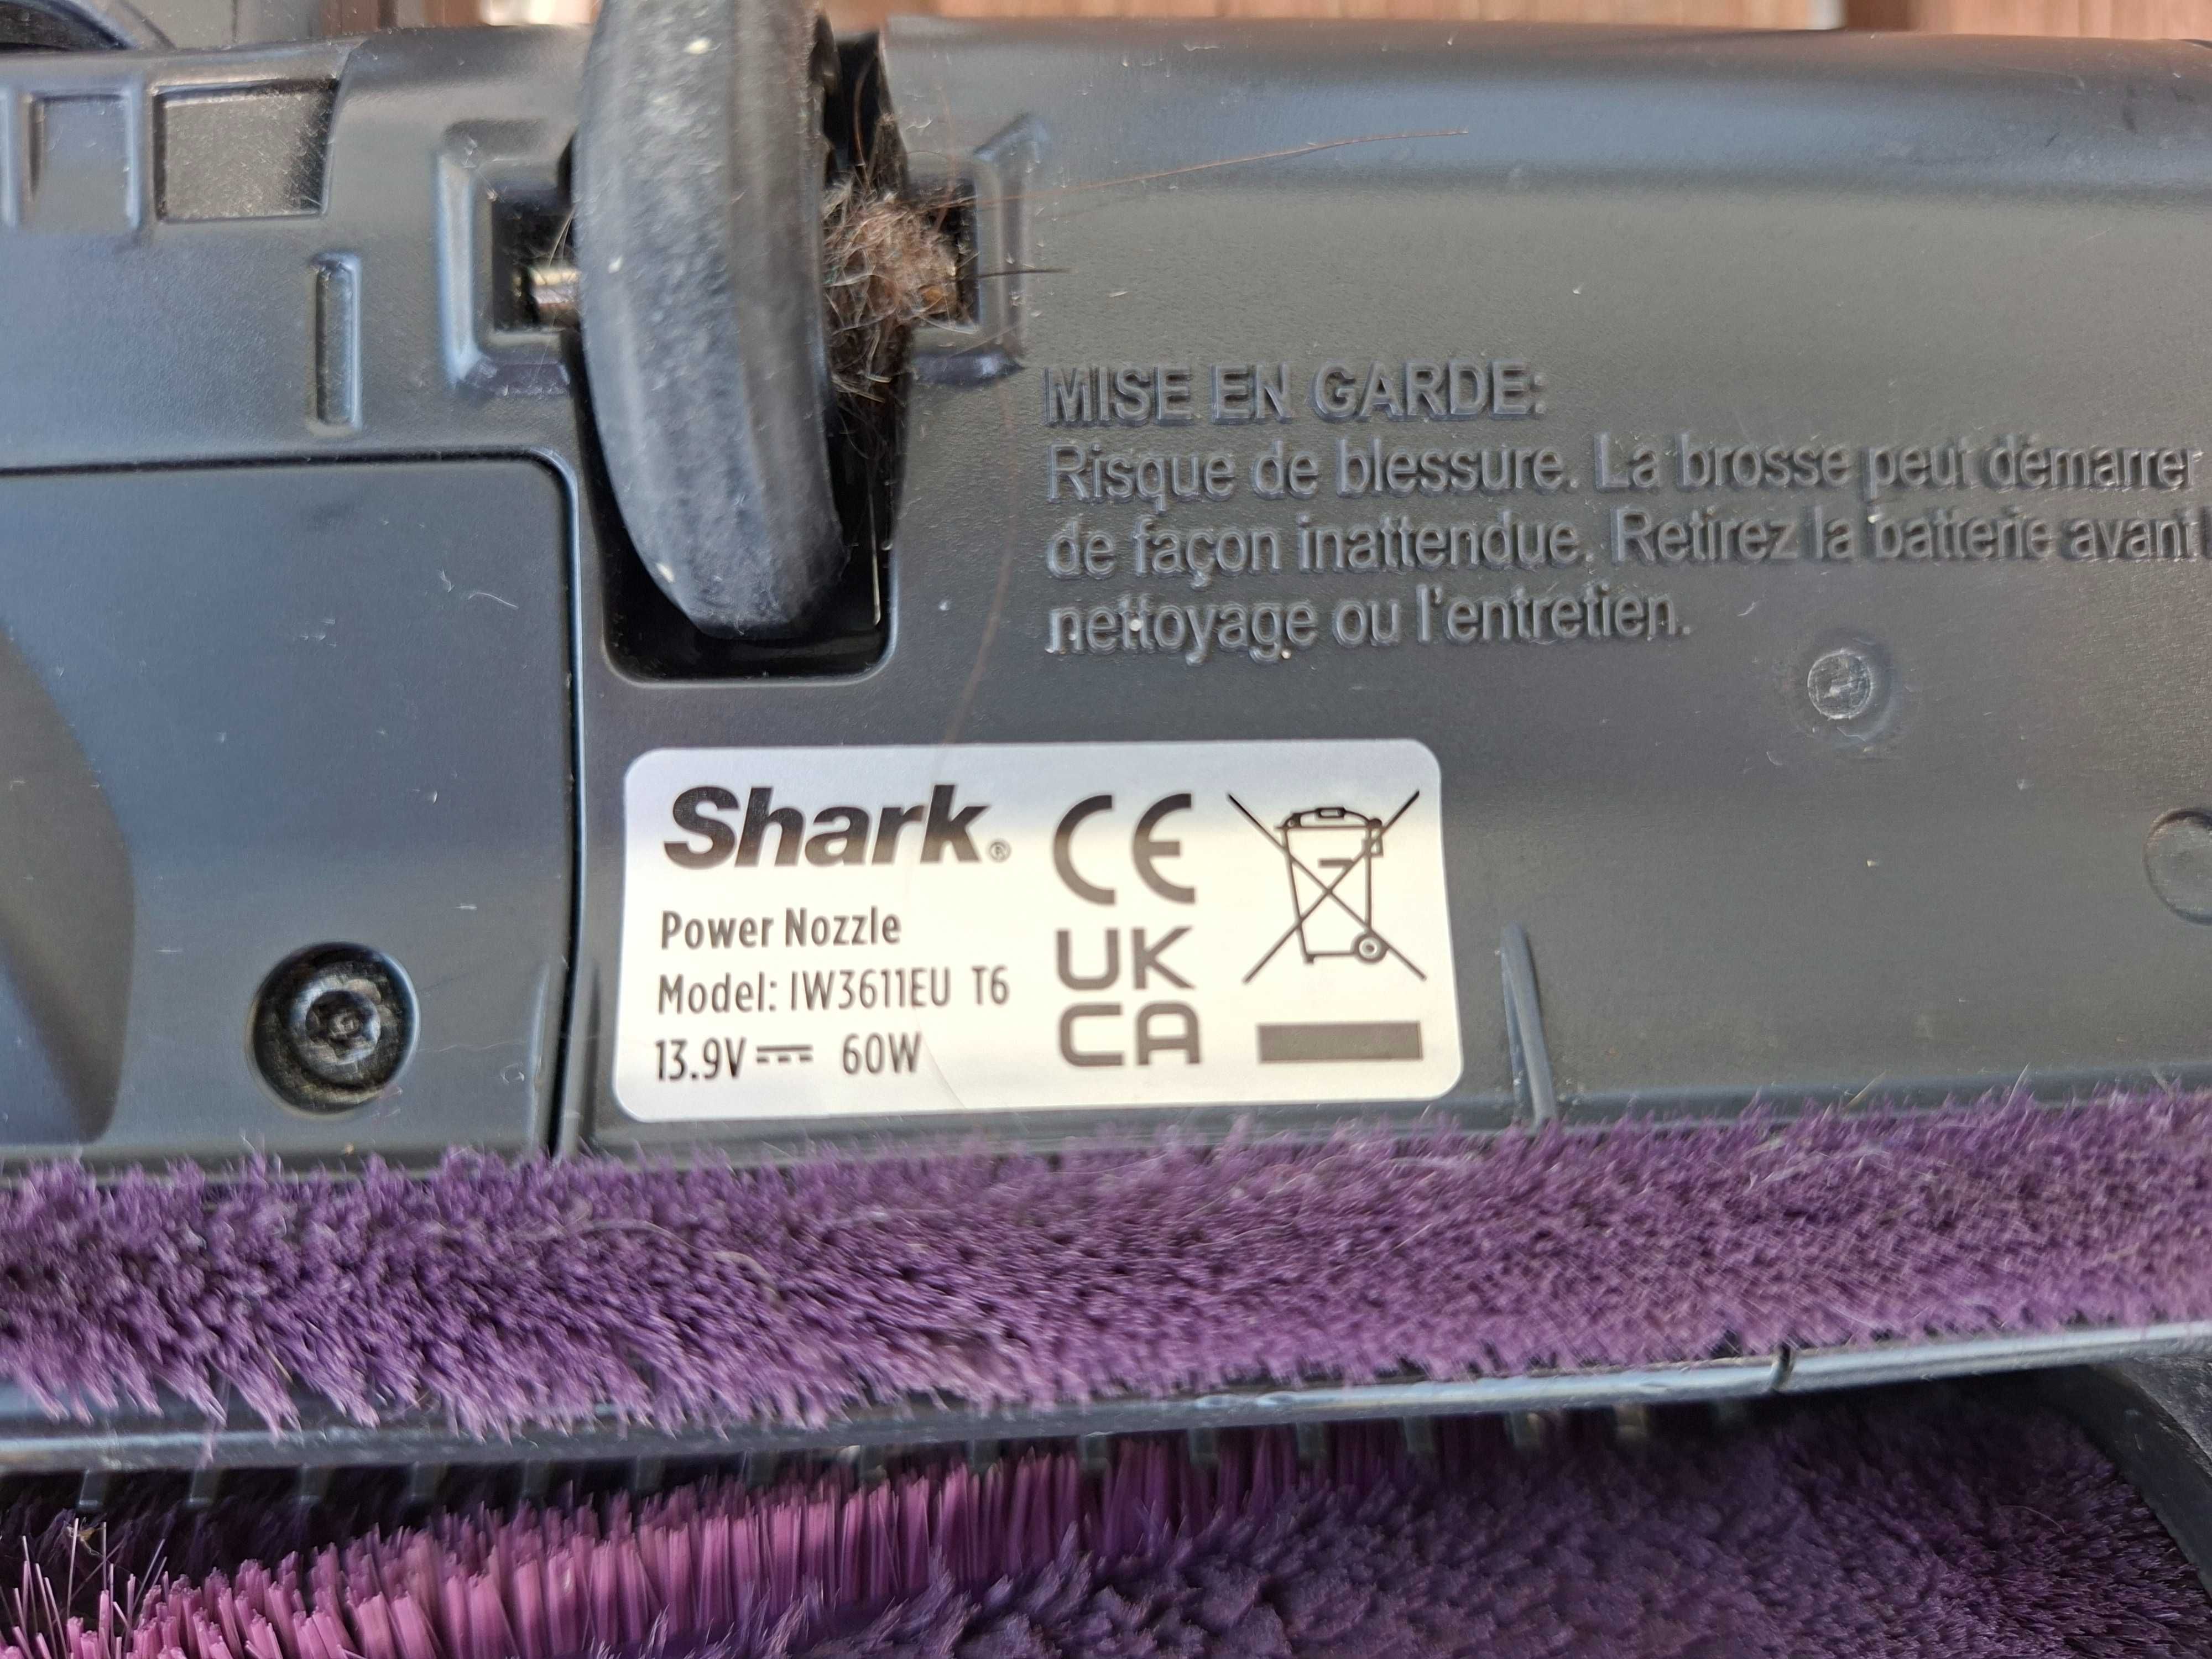 MISE EN GARDE:
Risque de blessure. La brosse peut démarrer
de façon inattendue. Retirez la batterie avant
nettoyage ou l'entretien.
Shark®
CE
Power Nozzle
Model: IW3611EU T6
13.9V 60W
UK
CA